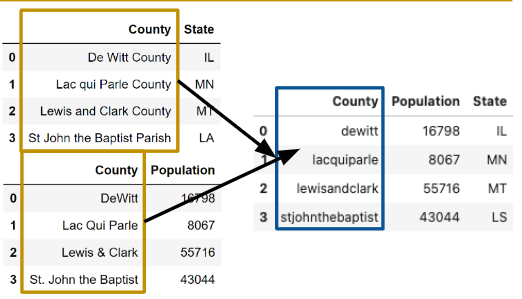 County State
0 De Witt County IL
1 Lac qui Parle County MN
2 Lewis and Clark County MT
3 St John the Baptist Parish LA
County Population
0 DeWitt 16798
1 Lac Qui Parle 8067
2 Lewis & Clark 55716
3 St. John the Baptist 43044
County Population State
0 dewitt 16798 IL
1 lacquiparle 8067 MN
2 lewisandclark 55716 MT
3 stjohnthebaptist 43044 LS